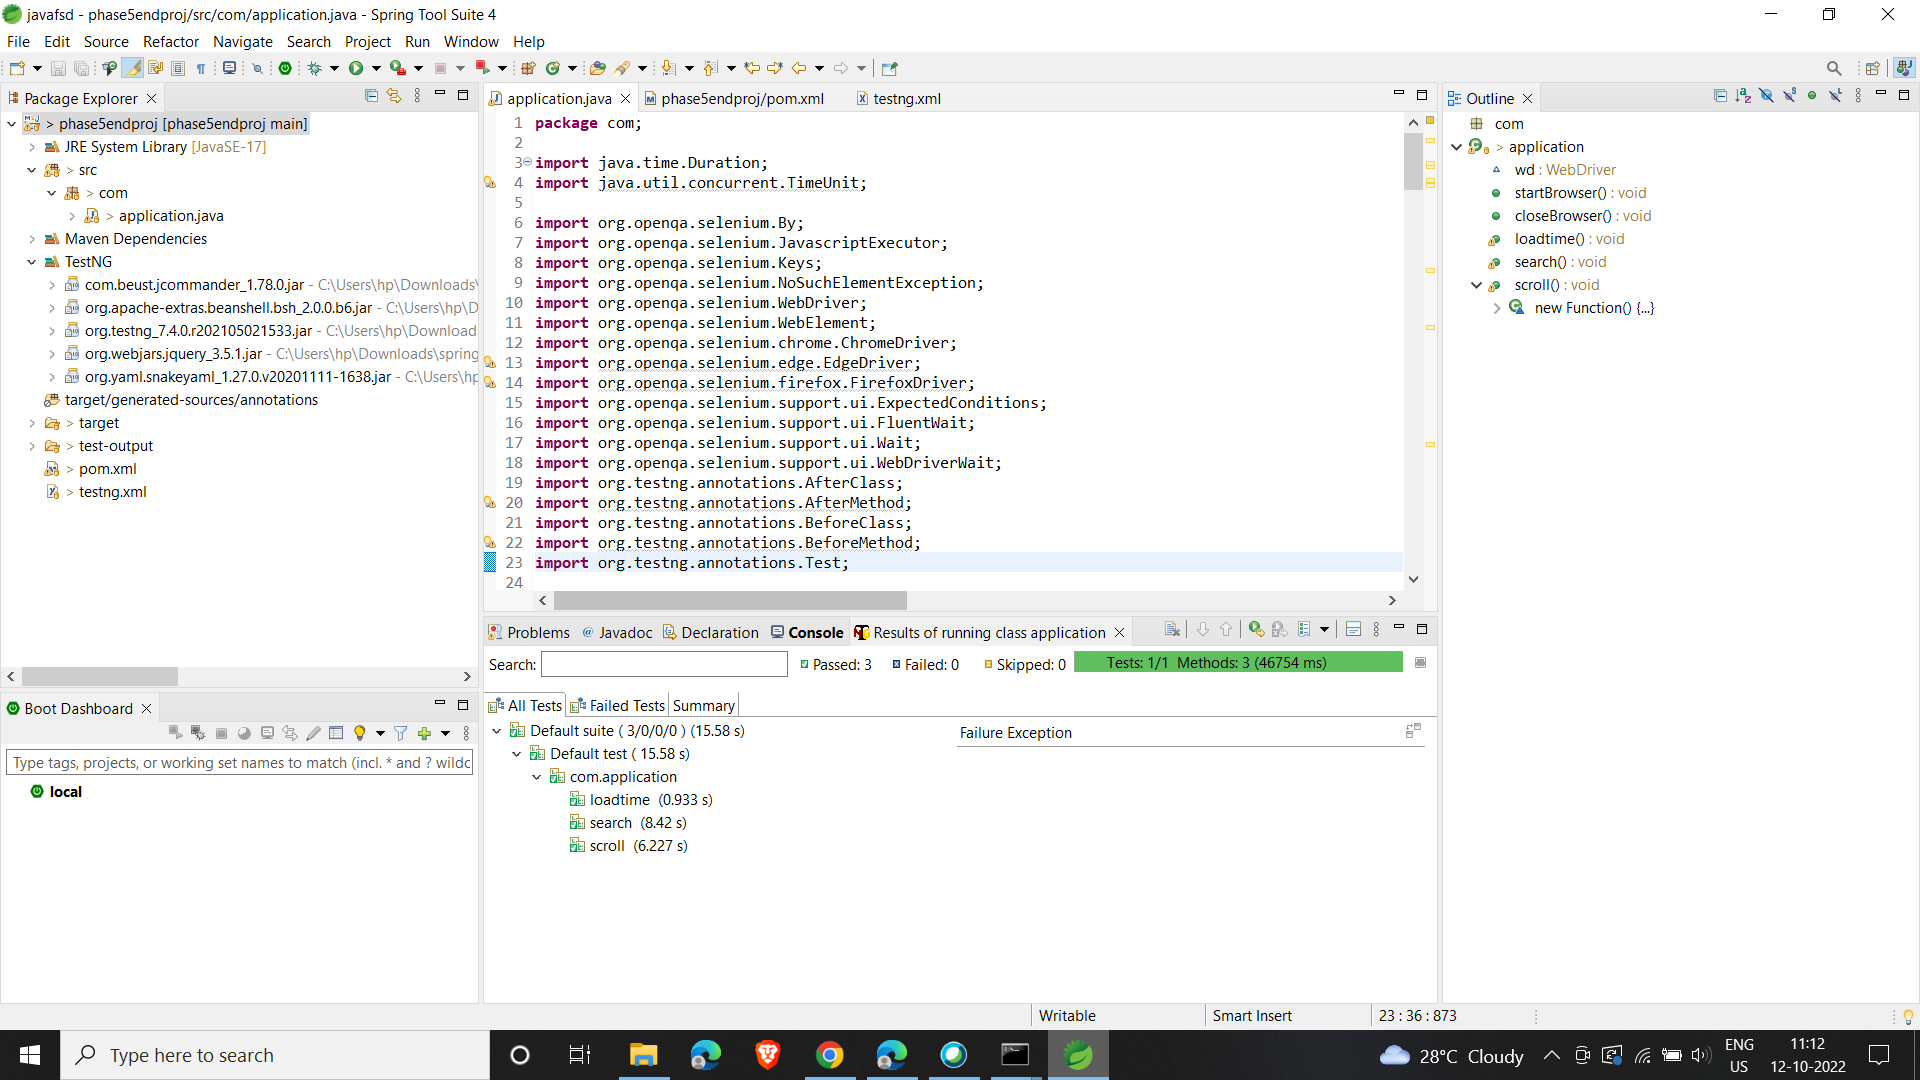 javafsd - phase5endproj/src/com/application.java - Spring Tool Suite 4
File Edit Source Refactor Navigate Search Project Run Window Help
Package Explorer
> phase5endproj [phase5endproj main]
JRE System Library [JavaSE-17]
> src
> com
> application.java
Maven Dependencies
TestNG
com.beust.jcommander_1.78.0.jar - C:\Users\hp\Downloads\
org.apache-extras.beanshell.bsh_2.0.0.b6.jar - C:\Users\hp\D
org.testng_7.4.0.r202105021533.jar - C:\Users\hp\Download
org.webjars.jquery_3.5.1.jar - C:\Users\hp\Downloads\spring
org.yaml.snakeyaml_1.27.0.v20201111-1638.jar - C:\Users\hp
target/generated-sources/annotations
> target
> test-output
> pom.xml
> testng.xml
Boot Dashboard
Type tags, projects, or working set names to match (incl. * and ? wildc
local
application.java phase5endproj/pom.xml testng.xml
1 package com;
2
3 import java.time.Duration;
4 import java.util.concurrent.TimeUnit;
5
6 import org.openqa.selenium.By;
7 import org.openqa.selenium.JavascriptExecutor;
8 import org.openqa.selenium.Keys;
9 import org.openqa.selenium.NoSuchElementException;
10 import org.openqa.selenium.WebDriver;
11 import org.openqa.selenium.WebElement;
12 import org.openqa.selenium.chrome.ChromeDriver;
13 import org.openqa.selenium.edge.EdgeDriver;
14 import org.openqa.selenium.firefox.FirefoxDriver;
15 import org.openqa.selenium.support.ui.ExpectedConditions;
16 import org.openqa.selenium.support.ui.FluentWait;
17 import org.openqa.selenium.support.ui.Wait;
18 import org.openqa.selenium.support.ui.WebDriverWait;
19 import org.testng.annotations.AfterClass;
20 import org.testng.annotations.AfterMethod;
21 import org.testng.annotations.BeforeClass;
22 import org.testng.annotations.BeforeMethod;
23 import org.testng.annotations.Test;
24
Problems @ Javadoc Declaration Console Results of running class application
Search: Passed: 3 Failed: 0 Skipped: 0 Tests: 1/1 Methods: 3 (46754 ms)
All Tests Failed Tests Summary
Default suite ( 3/0/0/0 ) (15.58 s)
Default test ( 15.58 s)
com.application
loadtime (0.933 s)
search (8.42 s)
scroll (6.227 s)
Failure Exception
Outline
com
> application
wd : WebDriver
startBrowser() : void
closeBrowser() : void
loadtime() : void
search() : void
scroll() : void
new Function() {...}
Writable Smart Insert 23 : 36 : 873
Type here to search
28°C Cloudy
ENG
US
11:12
12-10-2022